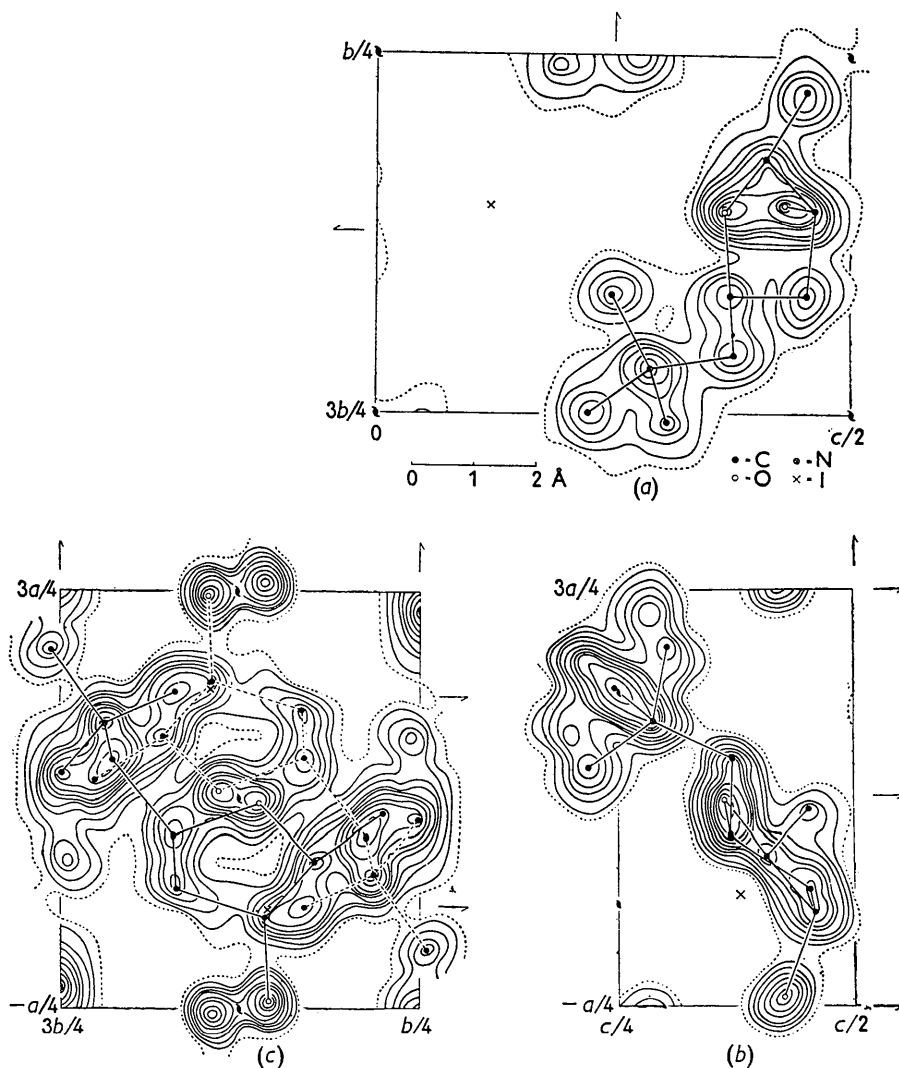 b/4
3b/4
0
c/2
0 1 2 Å
(a)
•-C ⊙-N
○-O ×-I
3a/4
3a/4
−a/4
3b/4
b/4
−a/4
c/4
c/2
(c)
(b)